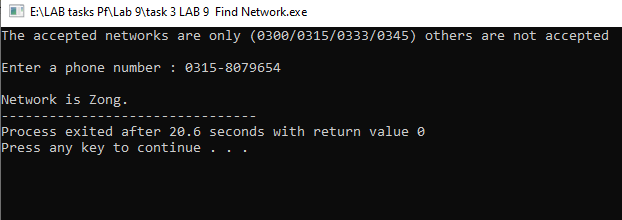 E:\LAB tasks Pf\Lab 9\task 3 LAB 9 Find Network.exe
The accepted networks are only (0300/0315/0333/0345) others are not accepted
Enter a phone number : 0315-8079654
Network is Zong.
--------------------------------
Process exited after 20.6 seconds with return value 0
Press any key to continue . . .